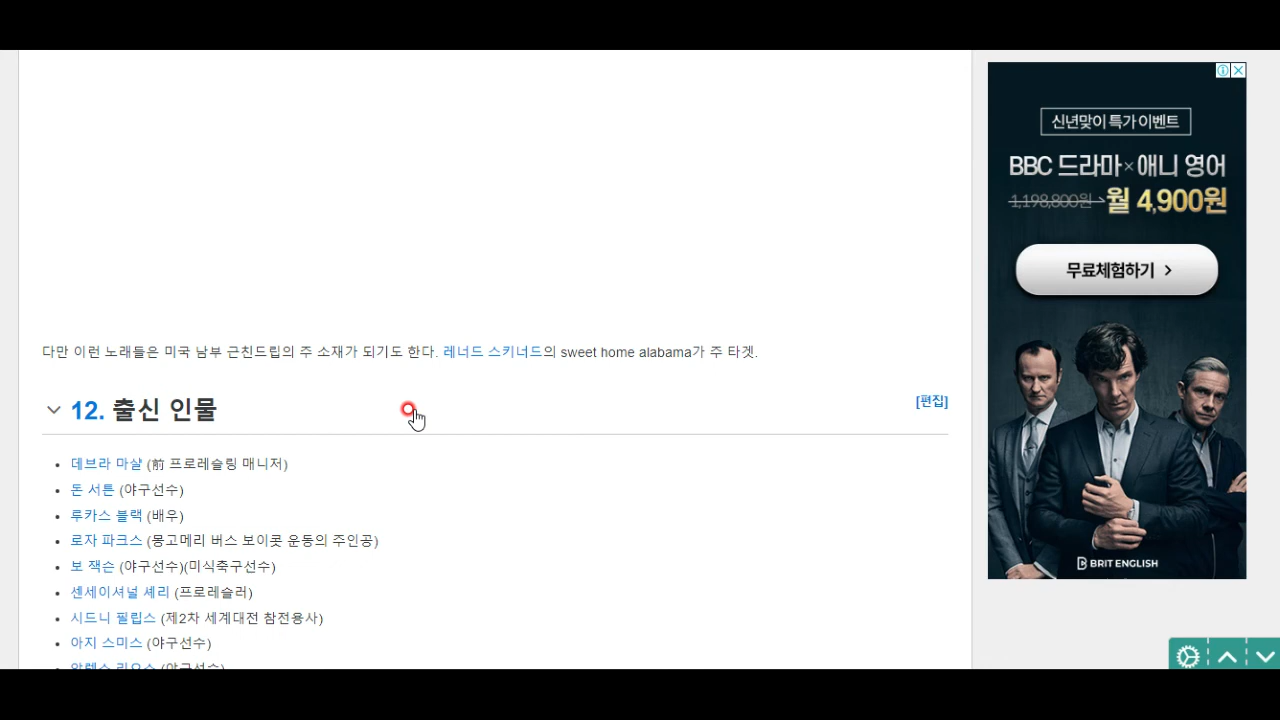 다만 이런 노래들은 미국 남부 근친드립의 주 소재가 되기도 한다. 레너드 스키너드의 sweet home alabama가 주 타겟.
12. 출신 인물
[편집]
데브라 마샬 (前 프로레슬링 매니저)
돈 서튼 (야구선수)
루카스 블랙 (배우)
로자 파크스 (몽고메리 버스 보이콧 운동의 주인공)
보 잭슨 (야구선수)(미식축구선수)
센세이셔널 셰리 (프로레슬러)
시드니 필립스 (제2차 세계대전 참전용사)
아지 스미스 (야구선수)
알렉스 리오스 (야구선수)
신년맞이 특가 이벤트
BBC 드라마×애니 영어
1,198,800원 > 월 4,900원
무료체험하기 >
BRIT ENGLISH